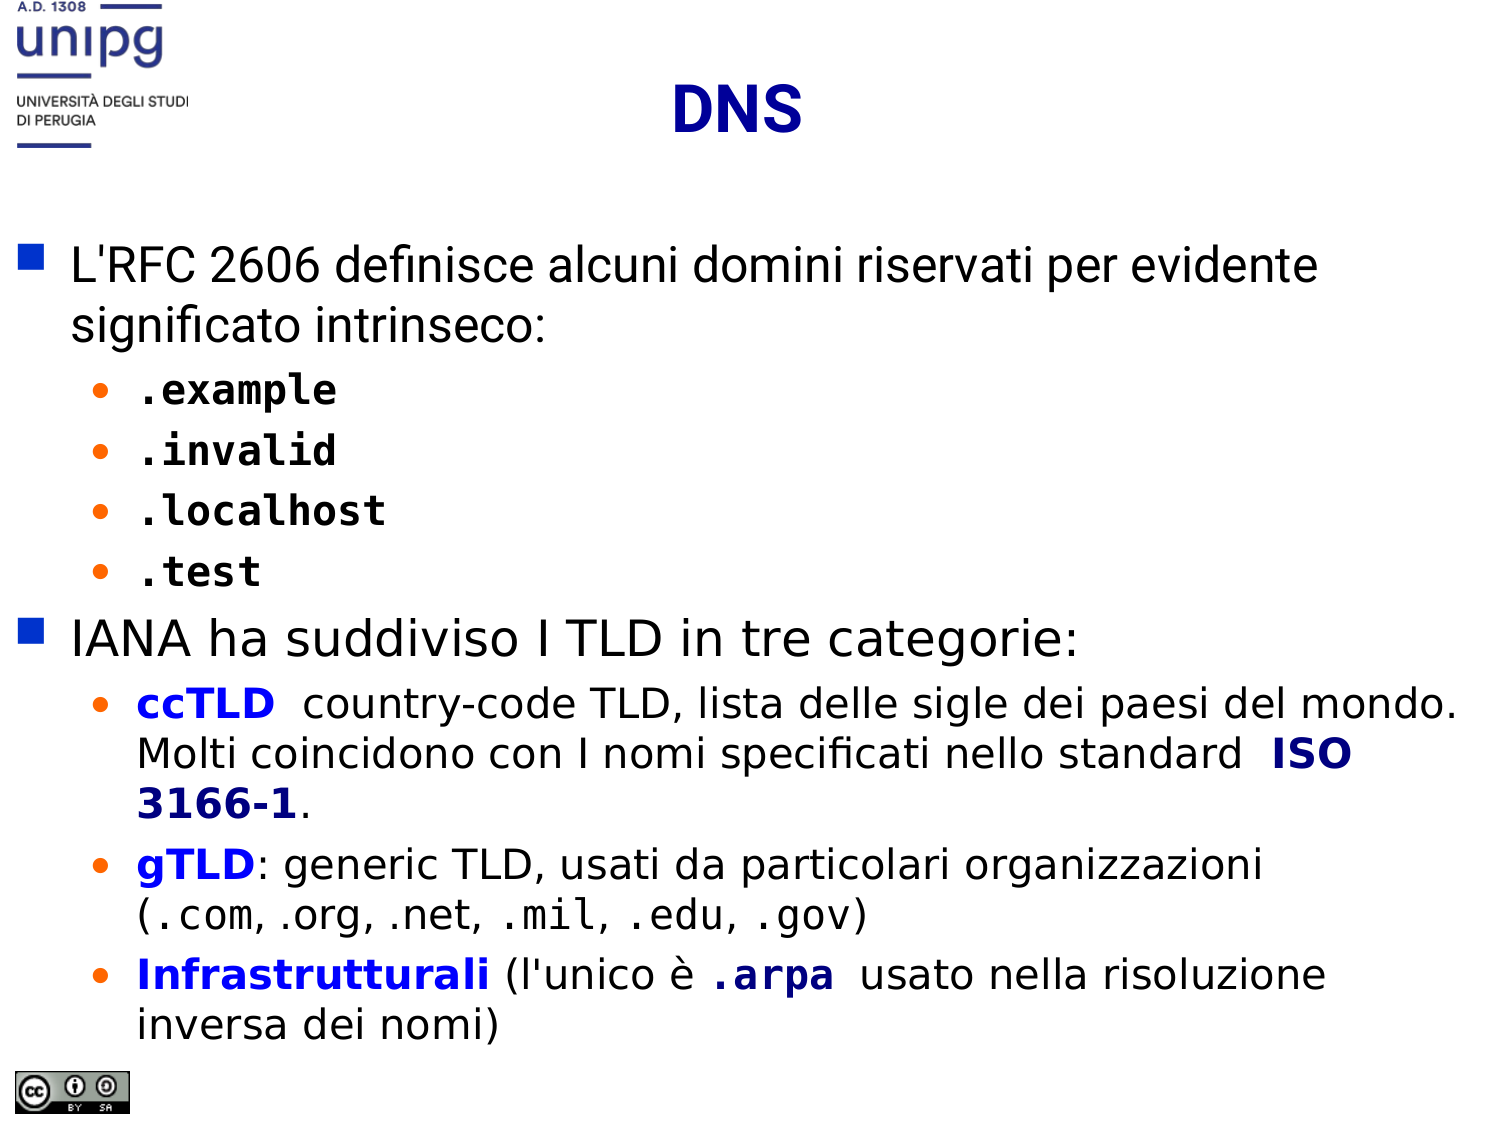 A.D. 1308
unipg
UNIVERSITÀ DEGLI STUDI
DI PERUGIA
DNS
L'RFC 2606 definisce alcuni domini riservati per evidente
significato intrinseco:
.example
.invalid
.localhost
.test
IANA ha suddiviso I TLD in tre categorie:
ccTLD country-code TLD, lista delle sigle dei paesi del mondo.
Molti coincidono con I nomi specificati nello standard ISO
3166-1.
gTLD: generic TLD, usati da particolari organizzazioni
(.com, .org, .net, .mil, .edu, .gov)
Infrastrutturali (l'unico è .arpa usato nella risoluzione
inversa dei nomi)
cc
BY SA